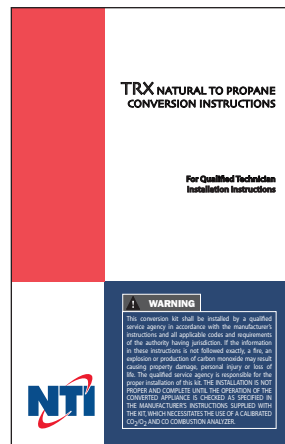 TRX NATURAL TO PROPANE
CONVERSION INSTRUCTIONS
For Qualified Technician
Installation Instructions
WARNING
This conversion kit shall be installed by a qualified
service agency in accordance with the manufacturer's
instructions and all applicable codes and requirements
of the authority having jurisdiction. If the information
in these instructions is not followed exactly, a fire, an
explosion or production of carbon monoxide may result
causing property damage, personal injury or loss of
life. The qualified service agency is responsible for the
proper installation of this kit. THE INSTALLATION IS NOT
PROPER AND COMPLETE UNTIL THE OPERATION OF THE
CONVERTED APPLIANCE IS CHECKED AS SPECIFIED IN
THE MANUFACTURER'S INSTRUCTIONS SUPPLIED WITH
THE KIT, WHICH NECESSITATES THE USE OF A CALIBRATED
CO2/O2 AND CO COMBUSTION ANALYZER.
NTI